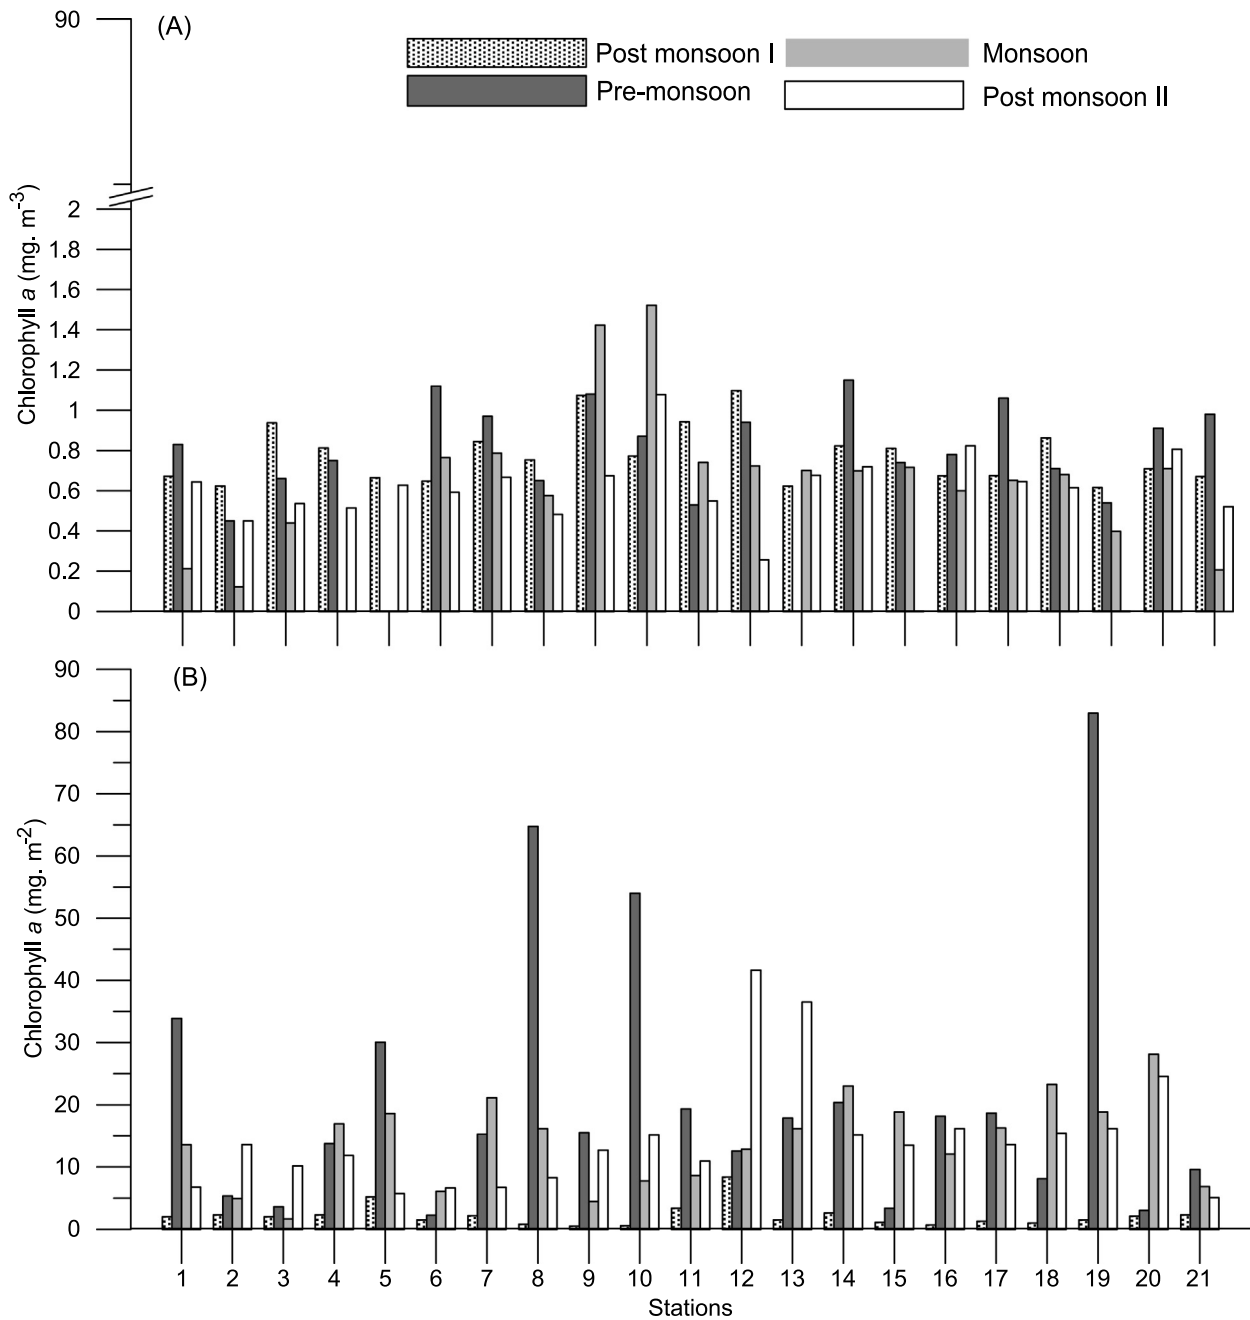 (A)
Post monsoon I
Monsoon
Pre-monsoon
Post monsoon II
Chlorophyll a (mg. m-3)
90
2
1.8
1.6
1.4
1.2
1
0.8
0.6
0.4
0.2
0
(B)
Chlorophyll a (mg. m-2)
90
80
70
60
50
40
30
20
10
0
1 2 3 4 5 6 7 8 9 10 11 12 13 14 15 16 17 18 19 20 21
Stations